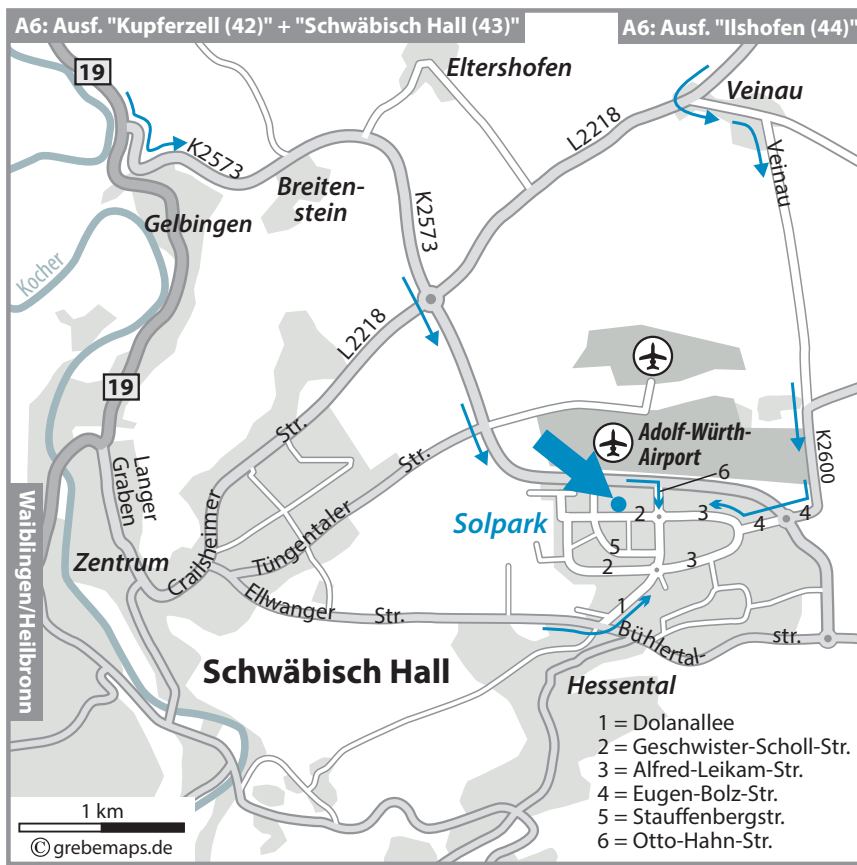 A6: Ausf. "Kupferzell (42)" + "Schwäbisch Hall (43)"
A6: Ausf. "Ilshofen (44)"
19
Eltershofen
Veinau
K2573
L2218
Veinau
Breiten-
stein
K2573
Gelbingen
Kocher
L2218
19
Str.
Adolf-Würth-
Airport
K2600
Langer
Graben
Str.
6
Waiblingen/Heilbronn
Solpark
2
3
4
4
Zentrum
Crailsheimer
Tüngentaler
5
2
3
Ellwanger
Str.
1
Bühlertal-
str.
Schwäbisch Hall
Hessental
1 = Dolanallee
2 = Geschwister-Scholl-Str.
3 = Alfred-Leikam-Str.
4 = Eugen-Bolz-Str.
5 = Stauffenbergstr.
6 = Otto-Hahn-Str.
1 km
© grebemaps.de